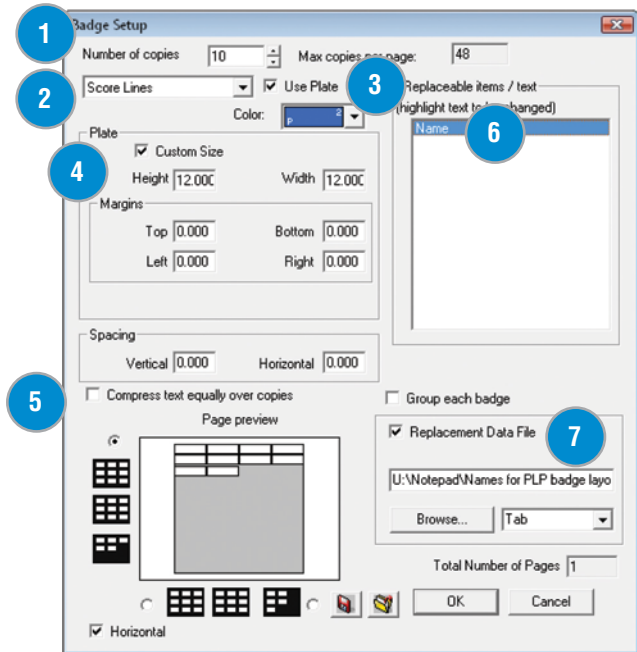 Badge Setup
1
Number of copies 10 Max copies per page: 48
2
Score Lines Use Plate
3
Replaceable items / text
(highlight text to be changed)
Color: P 2
Name
6
Plate
4
Custom Size
Height 12.000 Width 12.000
Margins
Top 0.000 Bottom 0.000
Left 0.000 Right 0.000
Spacing
Vertical 0.000 Horizontal 0.000
5
Compress text equally over copies
Group each badge
Page preview
Replacement Data File
7
U:\Notepad\Names for PLP badge layo
Browse... Tab
Total Number of Pages 1
OK Cancel
Horizontal